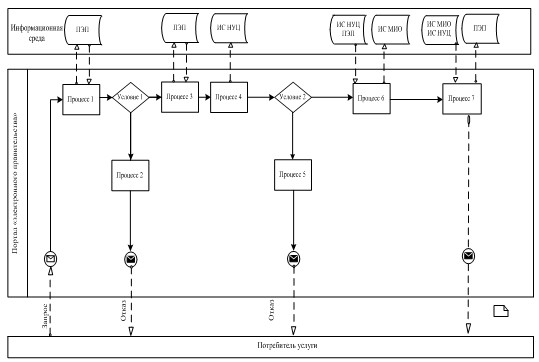 Информационная
среда
ПЭП
ПЭП
ИС НУЦ
ИС НУЦ
ПЭП
ИС МИО
ИС МИО
ИС НУЦ
ПЭП
Портал «электронного правительства»
Процесс 1
Условие 1
Процесс 3
Процесс 4
Условие 2
Процесс 6
Процесс 7
Процесс 2
Процесс 5
Запрос
Отказ
Отказ
Потребитель услуги